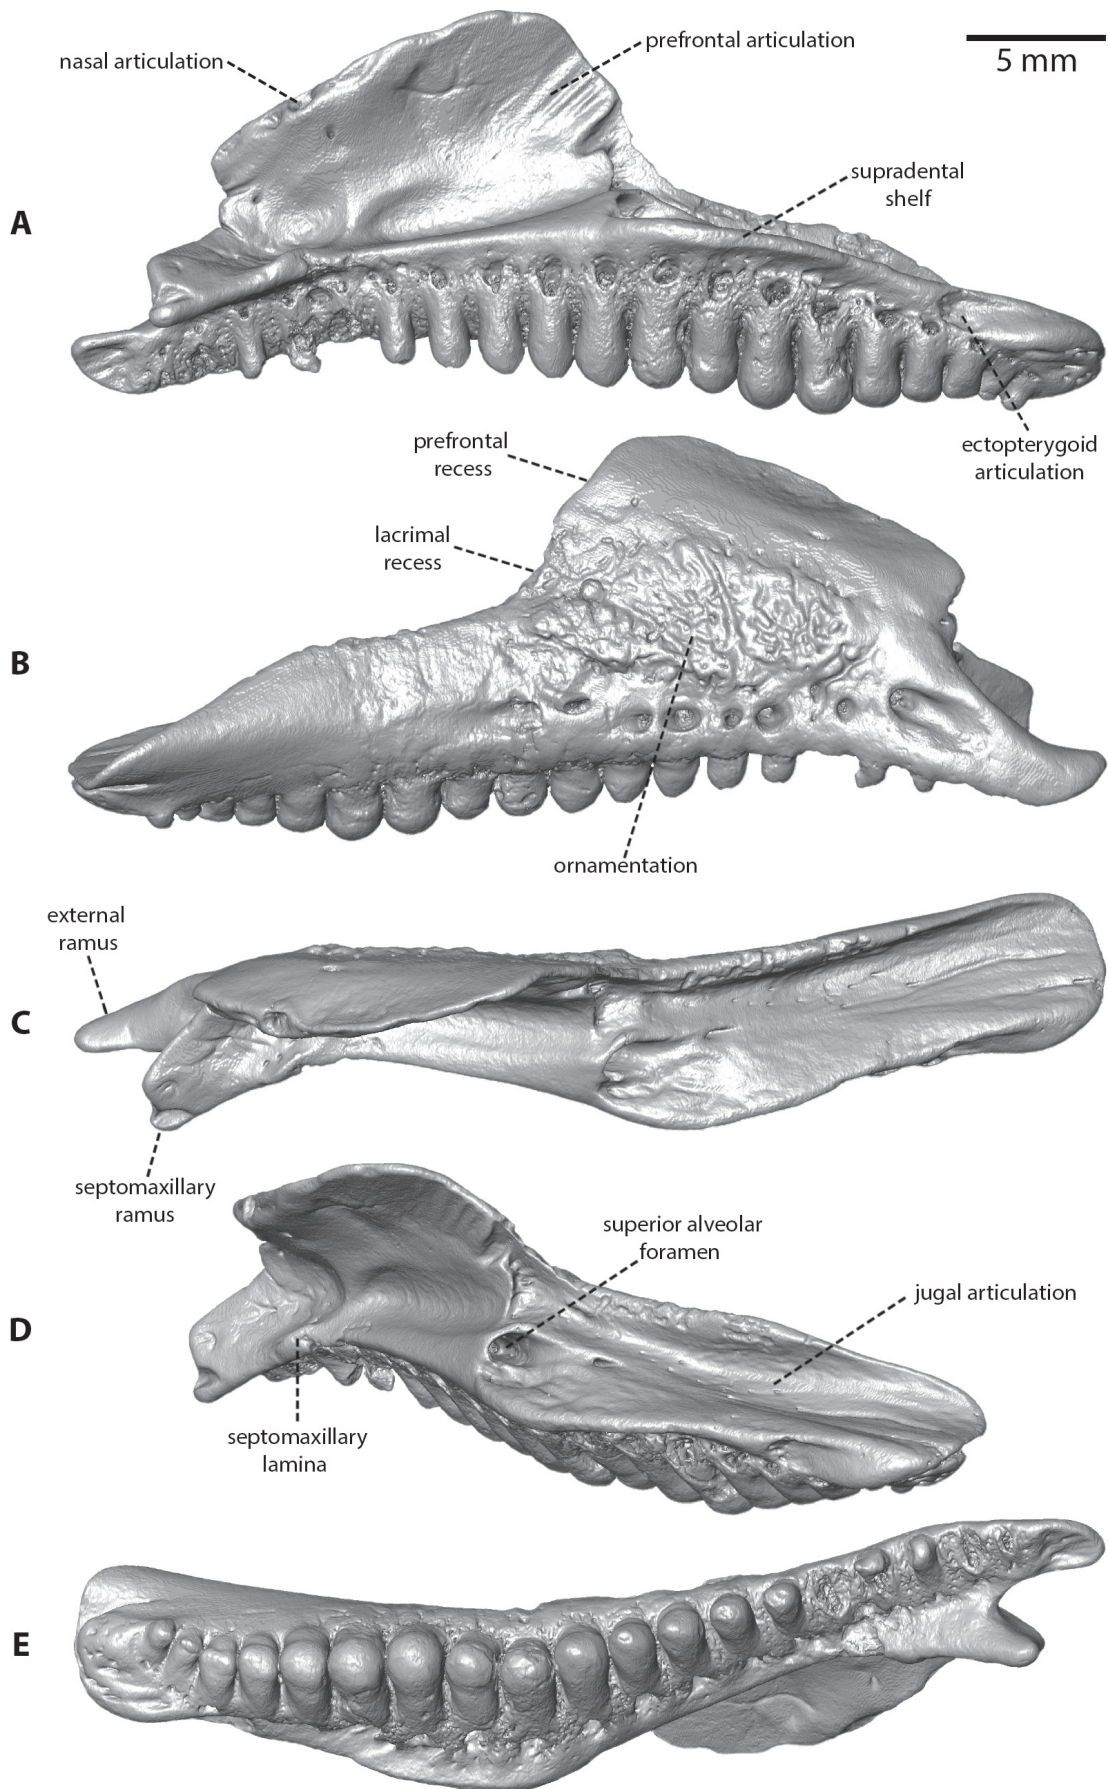 nasal articulation
prefrontal articulation
5 mm
supradental
shelf
A
ectopterygoid
articulation
prefrontal
recess
lacrimal
recess
B
ornamentation
external
ramus
C
septomaxillary
ramus
superior alveolar
foramen
jugal articulation
D
septomaxillary
lamina
E